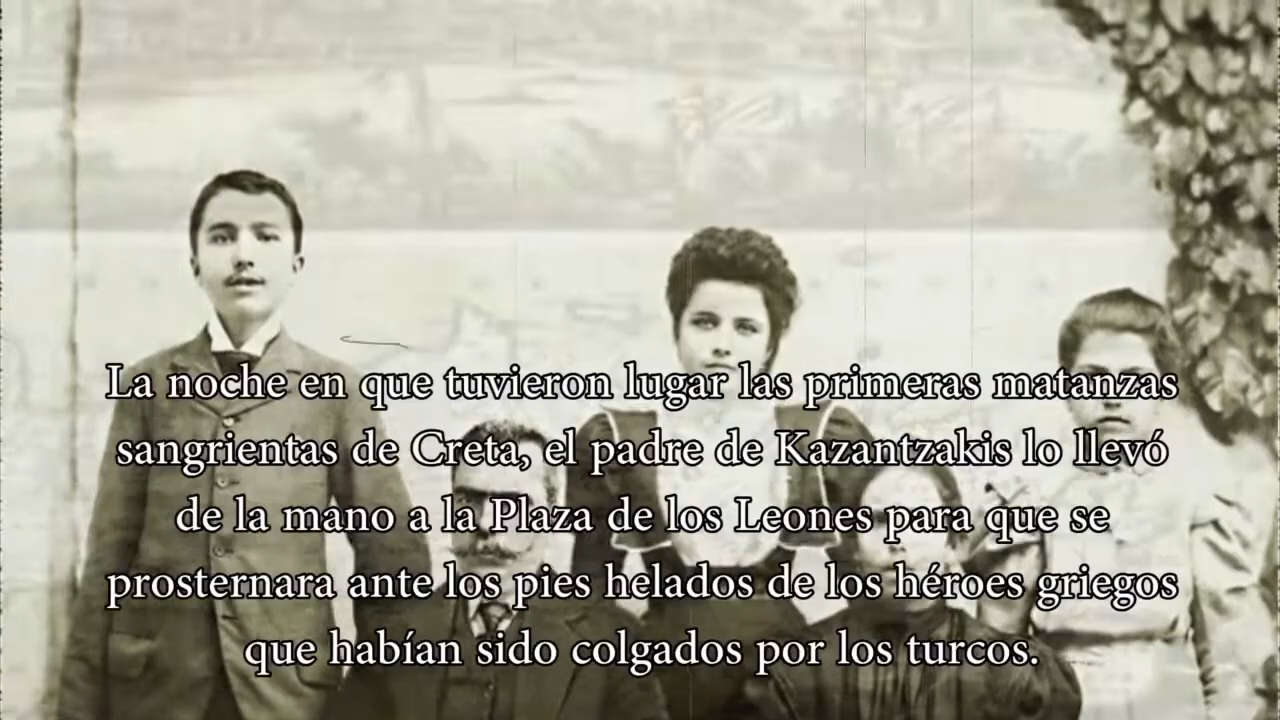 La noche en que tuvieron lugar las primeras matanzas
sangrientas de Creta, el padre de Kazantzakis lo llevó
de la mano a la Plaza de los Leones para que se
prosternara ante los pies helados de los héroes griegos
que habían sido colgados por los turcos.